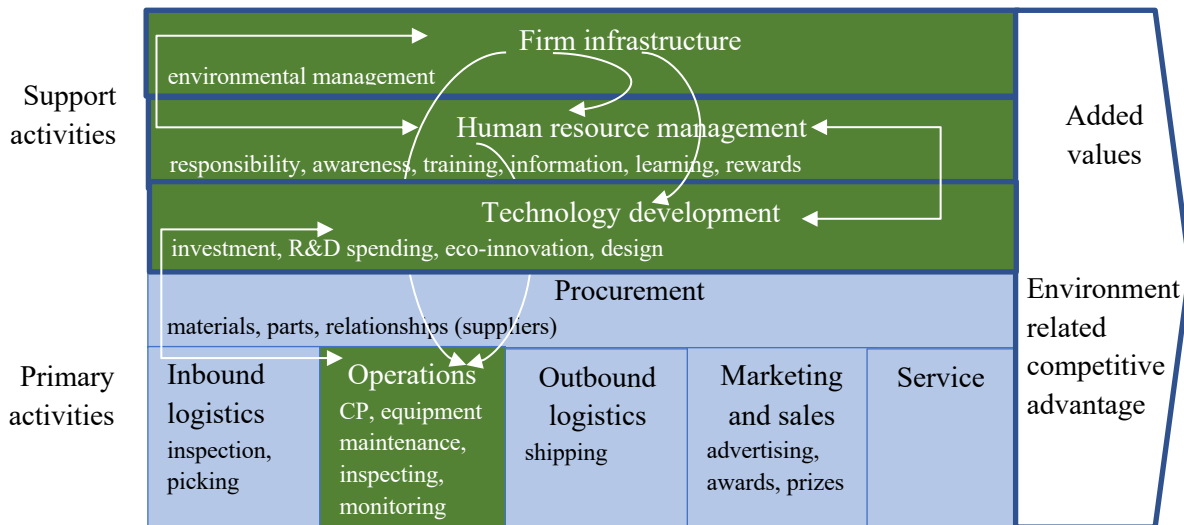 Support
activities
Firm infrastructure
environmental management
Human resource management
responsibility, awareness, training, information, learning, rewards
Technology development
investment, R&D spending, eco-innovation, design
Added
values
Procurement
materials, parts, relationships (suppliers)
Primary
activities
Inbound
logistics
inspection,
picking
Operations
CP, equipment
maintenance,
inspecting,
monitoring
Outbound
logistics
shipping
Marketing
and sales
advertising,
awards, prizes
Service
Environment
related
competitive
advantage